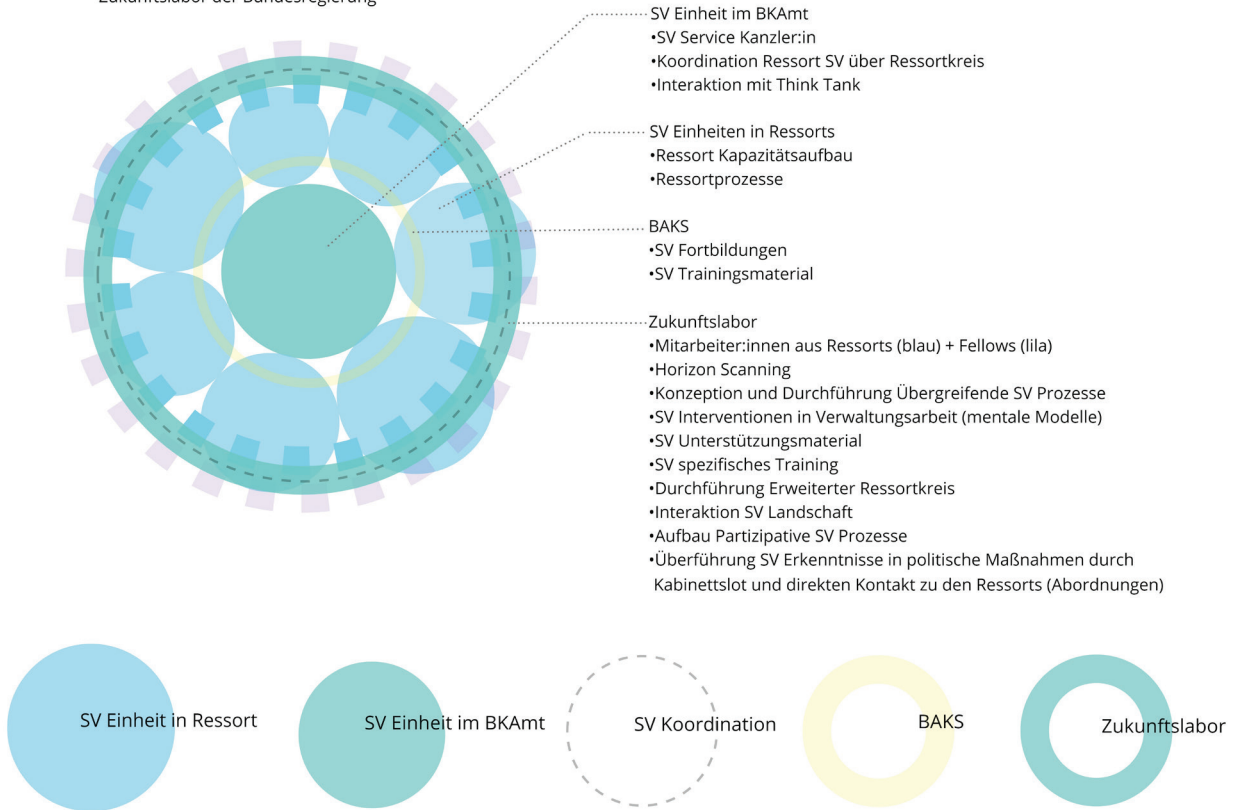 Zukunftslabor der Bundesregierung
SV Einheit im BKAmt
•SV Service Kanzler:in
•Koordination Ressort SV über Ressortkreis
•Interaktion mit Think Tank
SV Einheiten in Ressorts
•Ressort Kapazitätsaufbau
•Ressortprozesse
BAKS
•SV Fortbildungen
•SV Trainingsmaterial
Zukunftslabor
•Mitarbeiter:innen aus Ressorts (blau) + Fellows (lila)
•Horizon Scanning
•Konzeption und Durchführung Übergreifende SV Prozesse
•SV Interventionen in Verwaltungsarbeit (mentale Modelle)
•SV Unterstützungsmaterial
•SV spezifisches Training
•Durchführung Erweiterter Ressortkreis
•Interaktion SV Landschaft
•Aufbau Partizipative SV Prozesse
•Überführung SV Erkenntnisse in politische Maßnahmen durch
Kabinettslot und direkten Kontakt zu den Ressorts (Abordnungen)
SV Einheit in Ressort
SV Einheit im BKAmt
SV Koordination
BAKS
Zukunftslabor